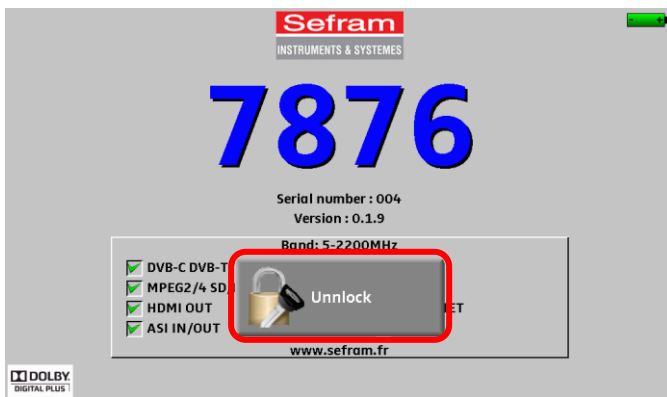 Sefram
INSTRUMENTS & SYSTEMES
7876
Serial number : 004
Version : 0.1.9
Band: 5-2200MHz
DVB-C DVB-T
MPEG2/4 SD
HDMI OUT
Unnlock
ET
ASI IN/OUT
www.sefram.fr
DOLBY
DIGITAL PLUS